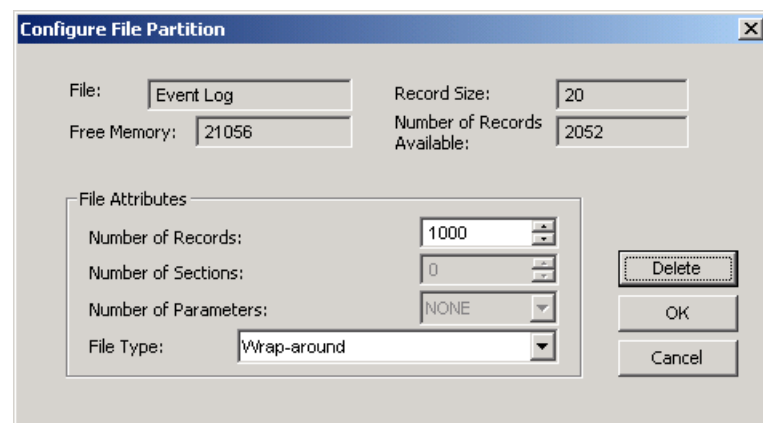 Configure File Partition
File: Event Log Record Size: 20
Free Memory: 21056 Number of Records Available: 2052
File Attributes
Number of Records: 1000
Number of Sections: 0
Number of Parameters: NONE
File Type: Wrap-around
Delete
OK
Cancel